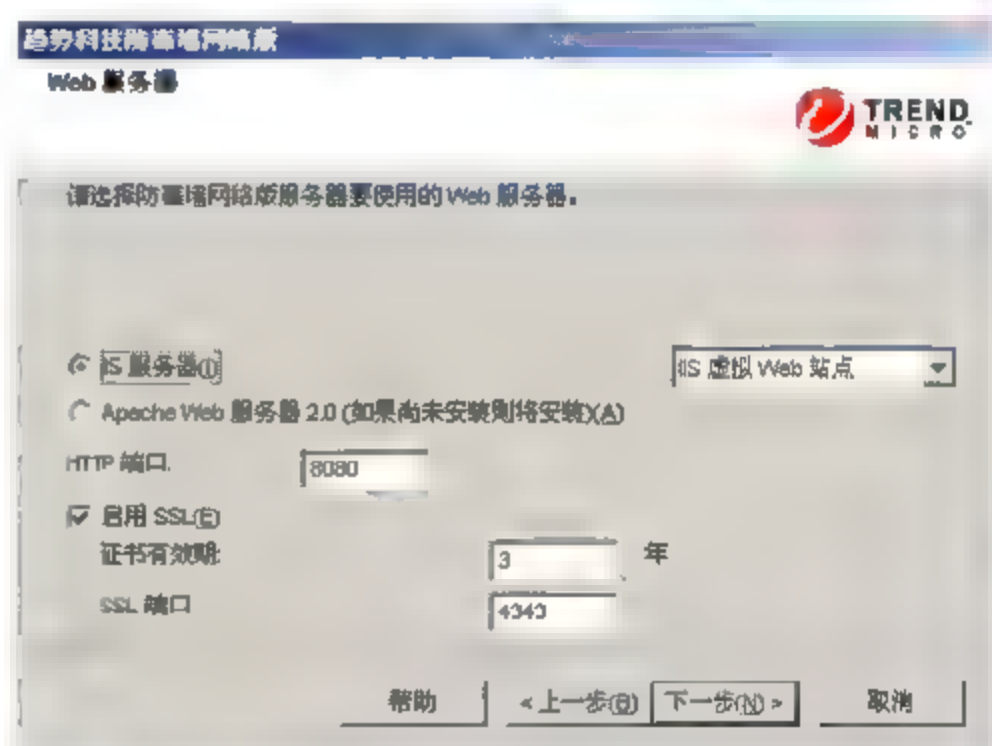 趋势科技防毒墙网络版
Web 服务器
TREND
MICRO
请选择防毒墙网络版服务器要使用的 Web 服务器。
IIS 服务器(I)
IIS 虚拟 Web 站点
Apache Web 服务器 2.0 (如果尚未安装则将安装)(A)
HTTP 端口:
8080
启用 SSL(E)
证书有效期:
3
年
SSL 端口
4343
帮助
< 上一步(B)
下一步(N) >
取消